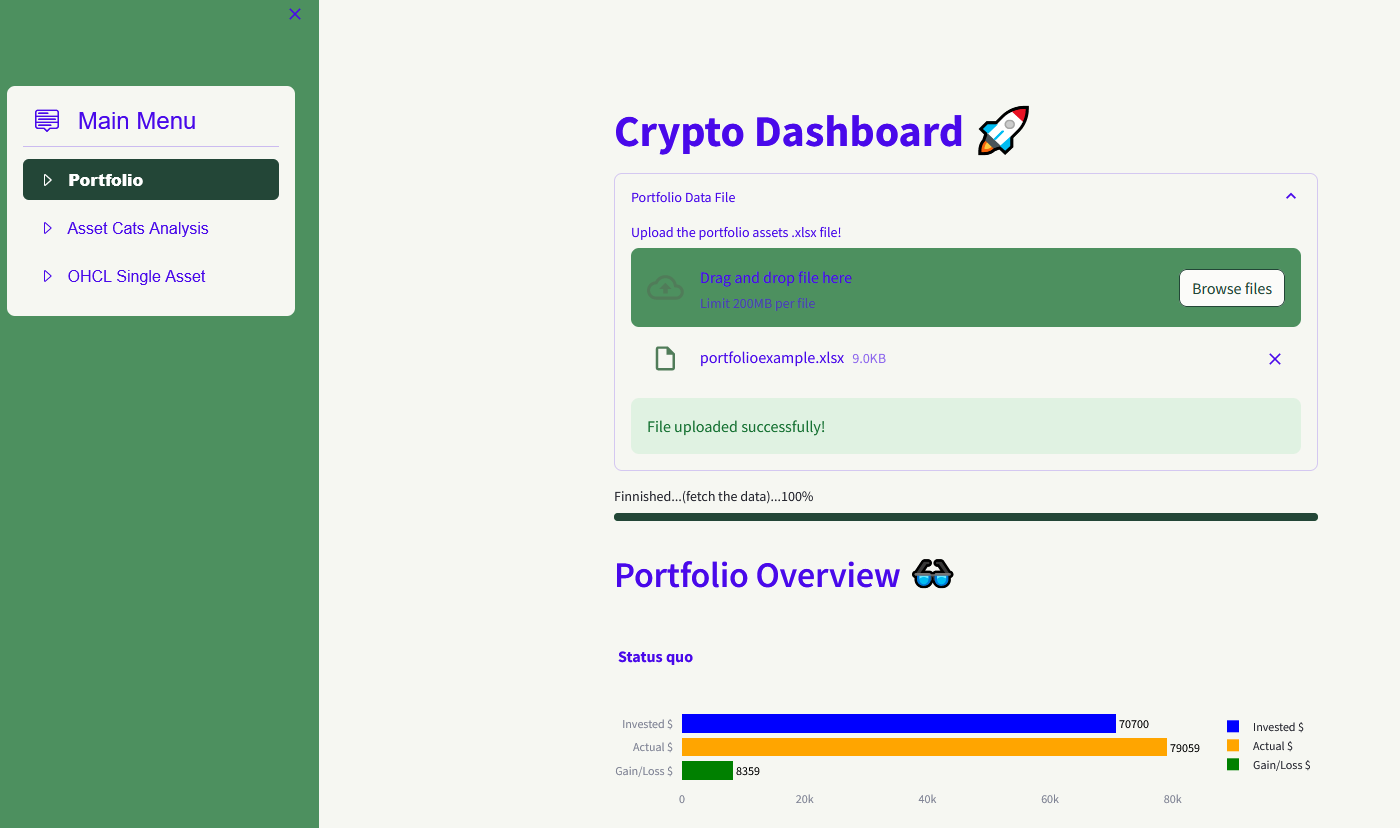 Main Menu
Portfolio
Asset Cats Analysis
OHCL Single Asset
Crypto Dashboard
Portfolio Data File
Upload the portfolio assets .xlsx file!
Drag and drop file here
Limit 200MB per file
Browse files
portfolioexample.xlsx 9.0KB
File uploaded successfully!
Finnished...(fetch the data)...100%
Portfolio Overview
Status quo
Invested $ 70700
Actual $ 79059
Gain/Loss $ 8359
0 20k 40k 60k 80k
Invested $
Actual $
Gain/Loss $